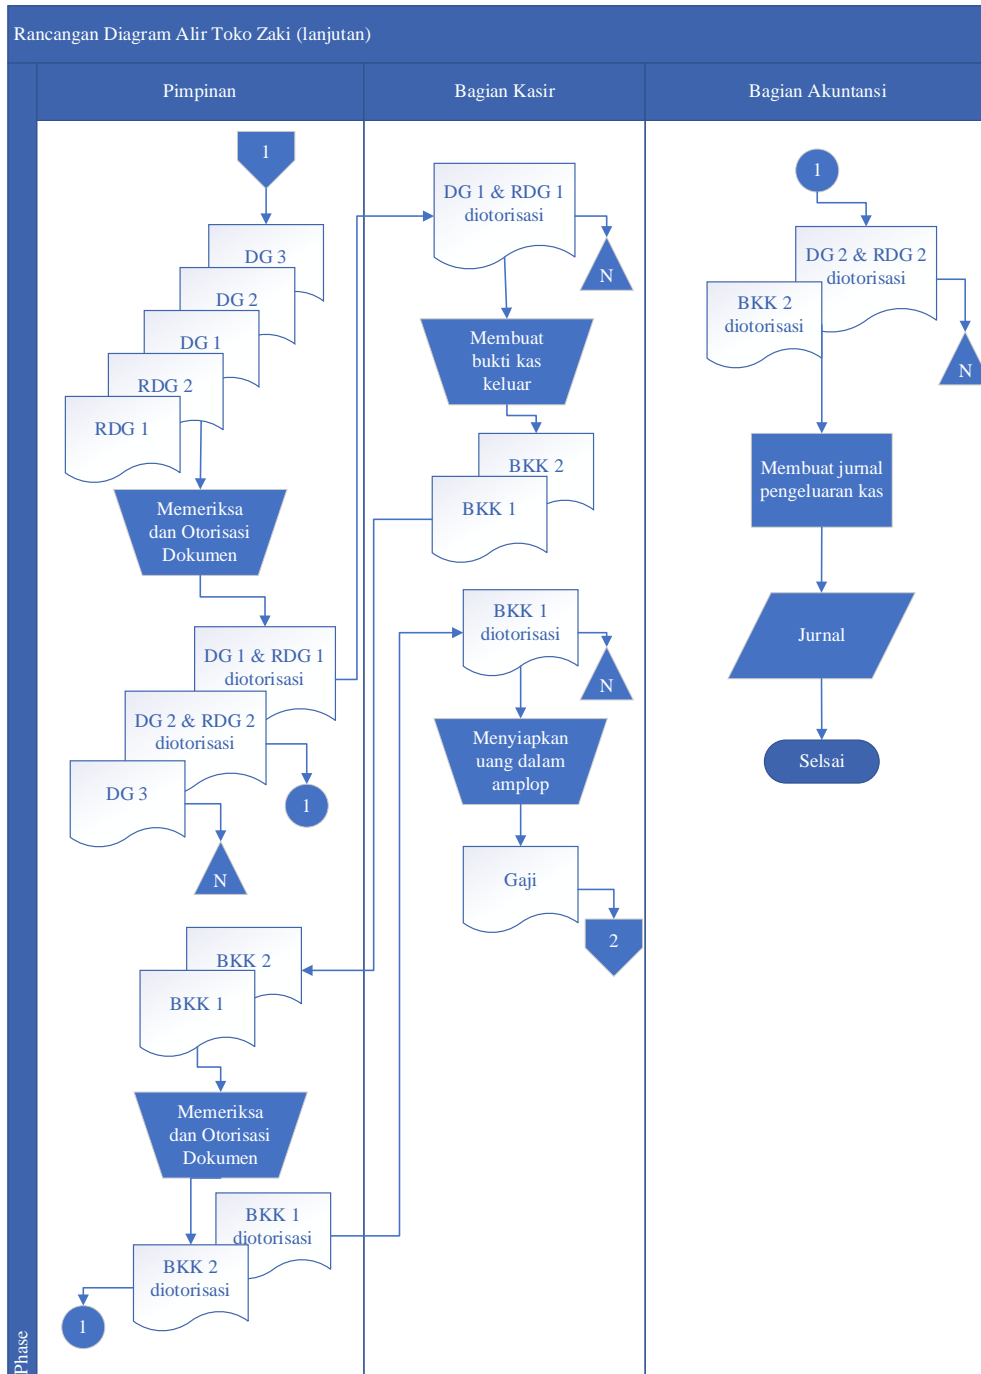 Rancangan Diagram Alir Toko Zaki (lanjutan)
Phase
Pimpinan
1
DG 3
DG 2
DG 1
RDG 2
RDG 1
Memeriksa
dan Otorisasi
Dokumen
DG 1 & RDG 1
diotorisasi
DG 2 & RDG 2
diotorisasi
DG 3
1
N
BKK 2
BKK 1
Memeriksa
dan Otorisasi
Dokumen
BKK 1
diotorisasi
BKK 2
diotorisasi
1
Bagian Kasir
DG 1 & RDG 1
diotorisasi
N
Membuat
bukti kas
keluar
BKK 2
BKK 1
BKK 1
diotorisasi
N
Menyiapkan
uang dalam
amplop
Gaji
2
Bagian Akuntansi
1
DG 2 & RDG 2
diotorisasi
BKK 2
diotorisasi
N
Membuat jurnal
pengeluaran kas
Jurnal
Selsai